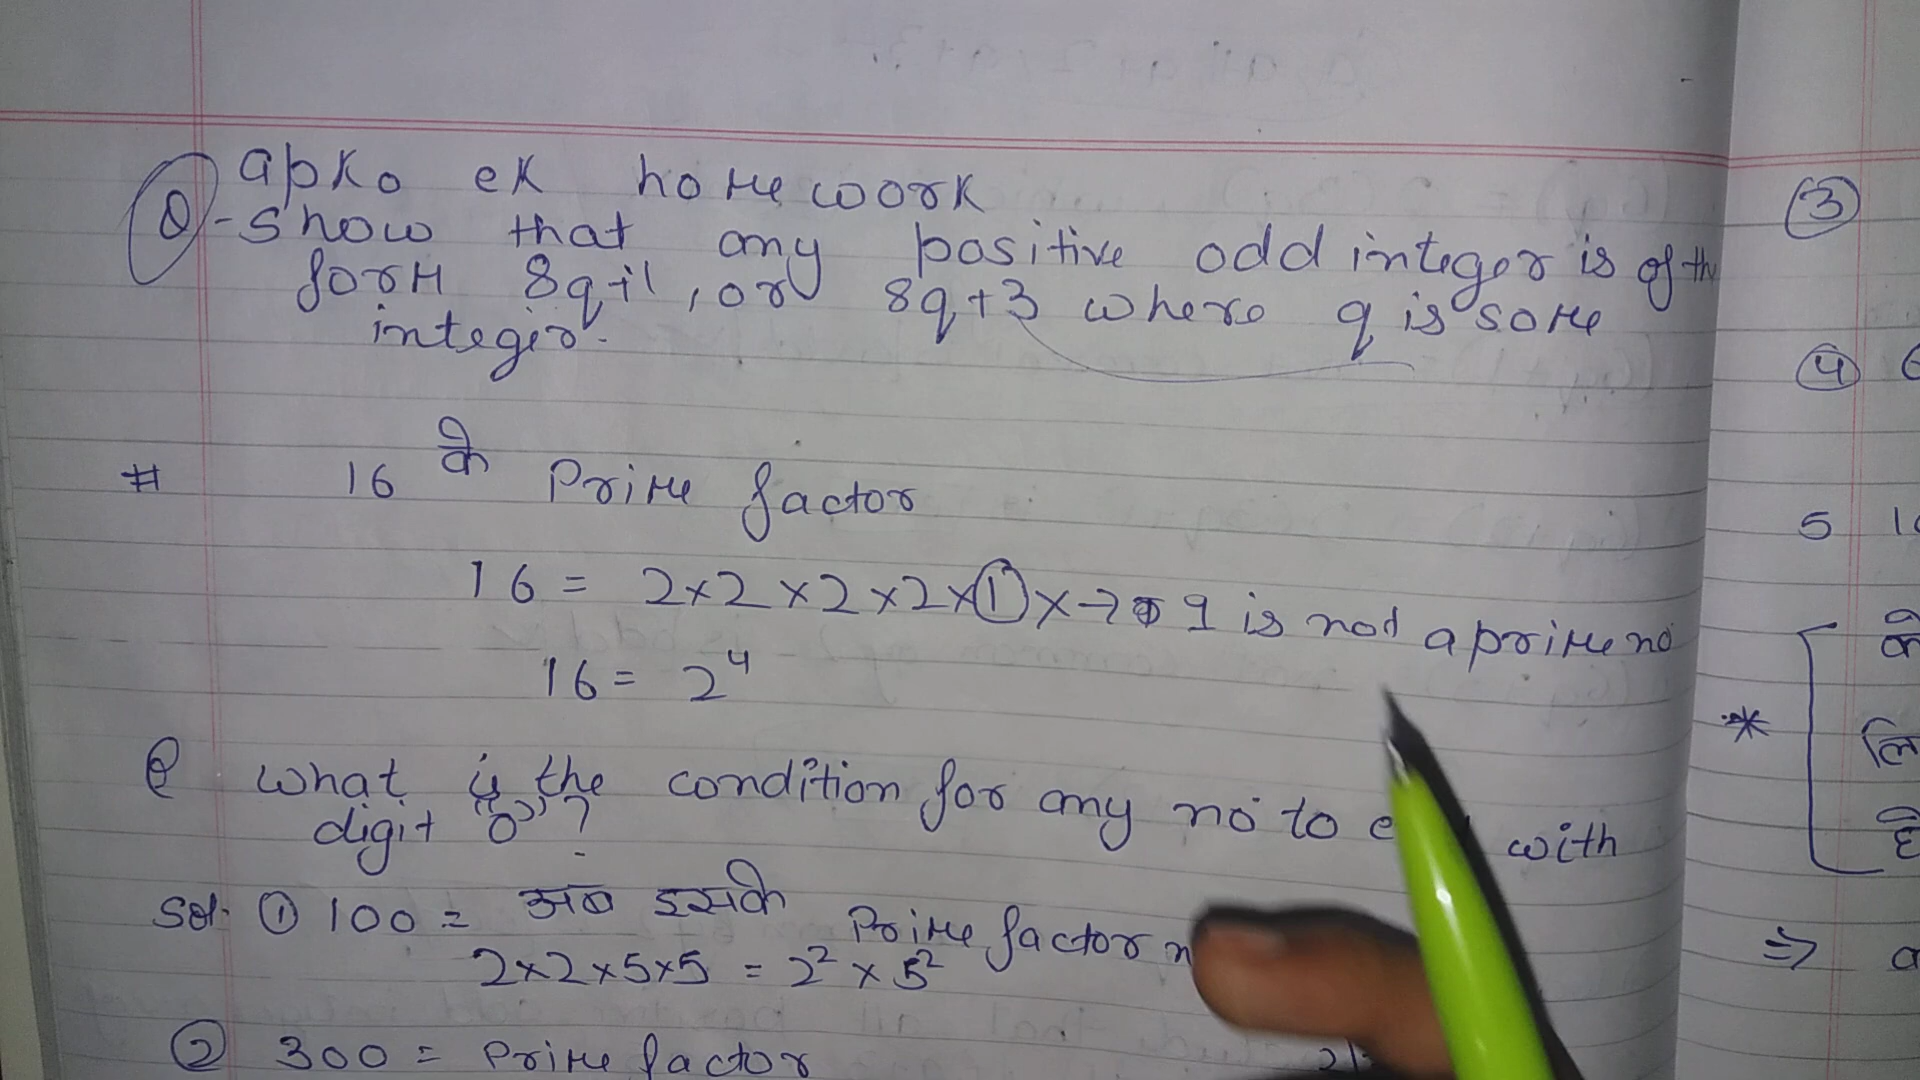 apko ek homework
Q - show that any positive odd integer is of the
form 8q+1, or 8q+3 where q is some
integer.
# 16 के Prime factor
16 = 2×2×2×2×1 × → 1 is not a prime no
16 = 2⁴
Q what is the condition for any no to with
digit "0"?
Sol. ① 100 = अब इसके Prime factor
2×2×5×5 = 2² × 5²
② 300 = Prime factor
③
④
5
*
⇒